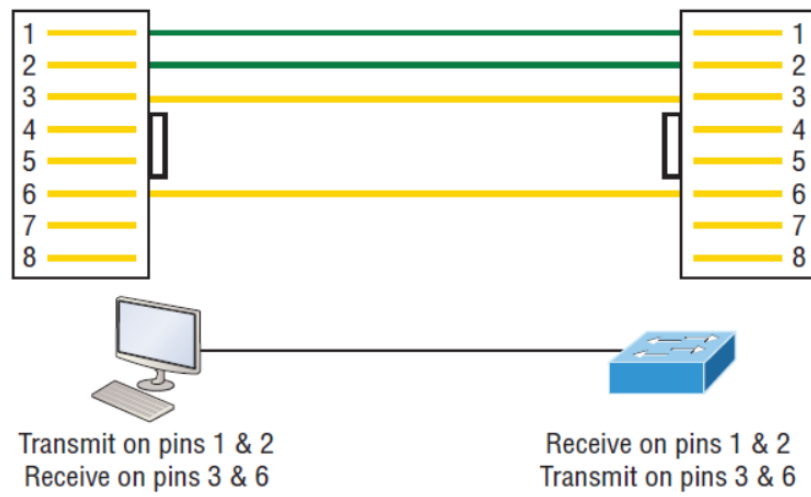 1 1
2 2
3 3
4 4
5 5
6 6
7 7
8 8
Transmit on pins 1 & 2
Receive on pins 3 & 6
Receive on pins 1 & 2
Transmit on pins 3 & 6